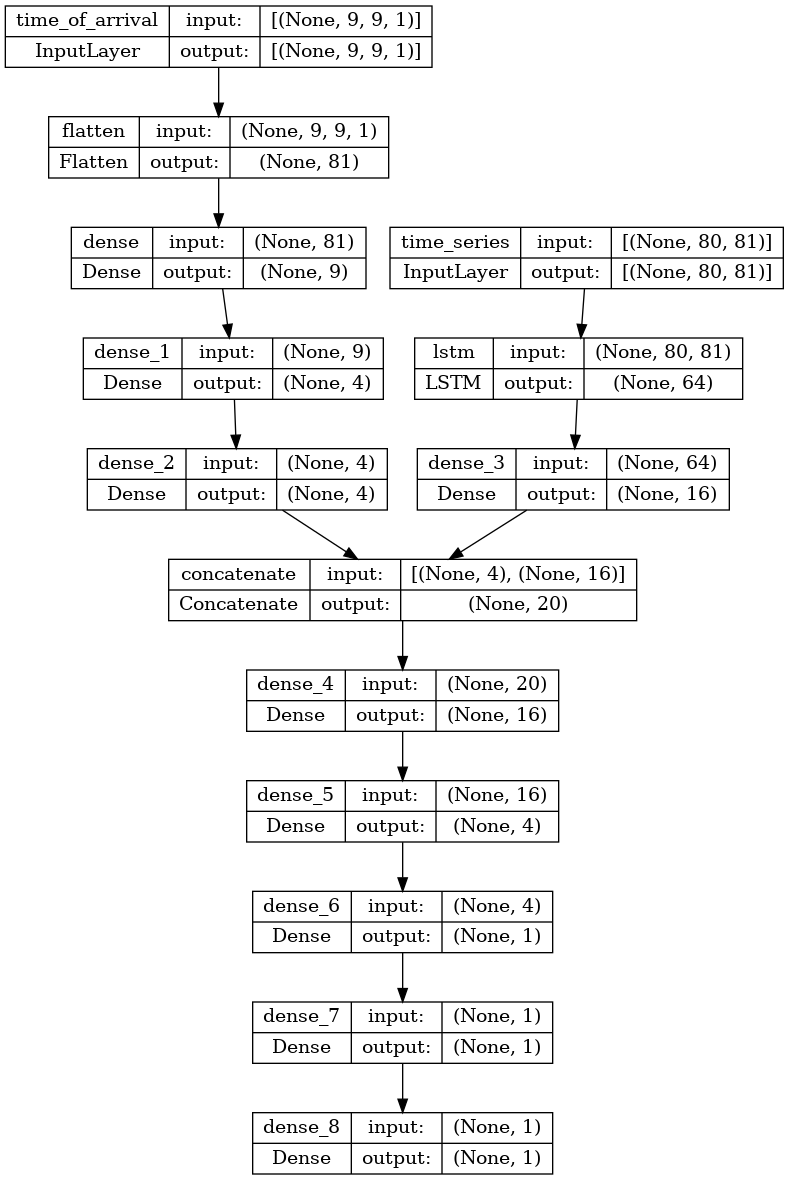 time_of_arrival input: [(None, 9, 9, 1)]
InputLayer output: [(None, 9, 9, 1)]
flatten input: (None, 9, 9, 1)
Flatten output: (None, 81)
dense input: (None, 81)
Dense output: (None, 9)
time_series input: [(None, 80, 81)]
InputLayer output: [(None, 80, 81)]
dense_1 input: (None, 9)
Dense output: (None, 4)
lstm input: (None, 80, 81)
LSTM output: (None, 64)
dense_2 input: (None, 4)
Dense output: (None, 4)
dense_3 input: (None, 64)
Dense output: (None, 16)
concatenate input: [(None, 4), (None, 16)]
Concatenate output: (None, 20)
dense_4 input: (None, 20)
Dense output: (None, 16)
dense_5 input: (None, 16)
Dense output: (None, 4)
dense_6 input: (None, 4)
Dense output: (None, 1)
dense_7 input: (None, 1)
Dense output: (None, 1)
dense_8 input: (None, 1)
Dense output: (None, 1)